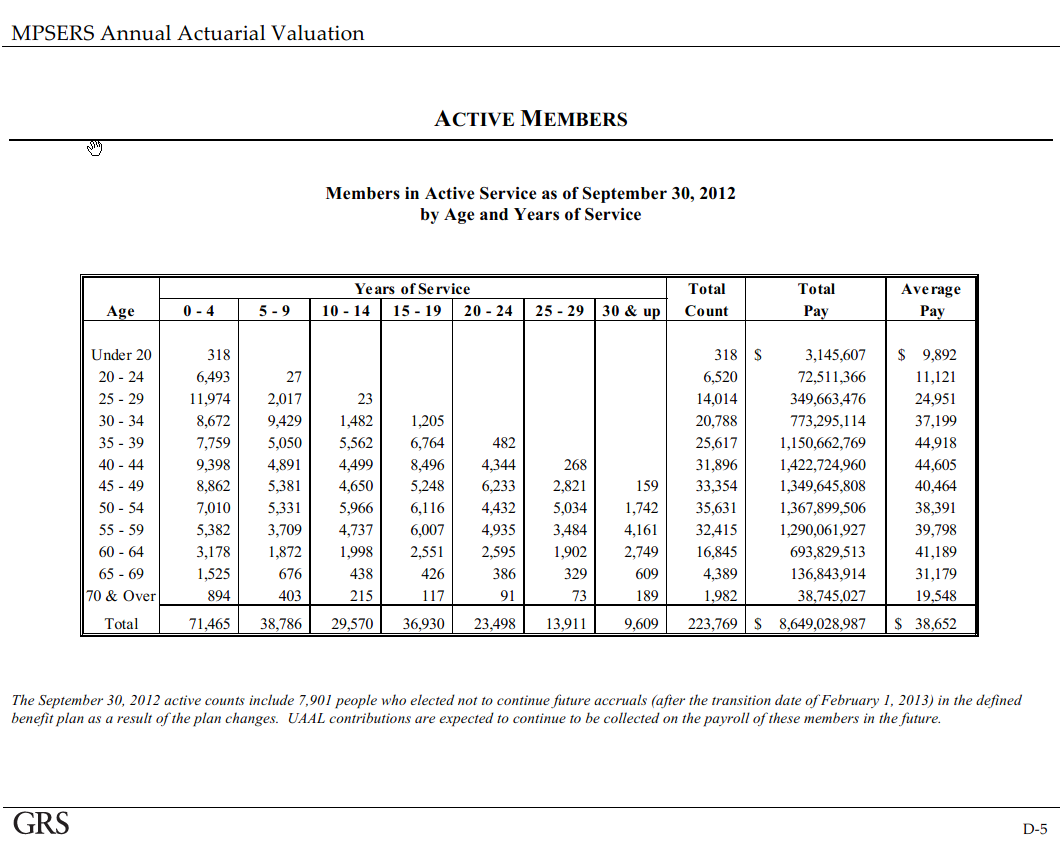 MPSERS Annual Actuarial Valuation
ACTIVE MEMBERS
Members in Active Service as of September 30, 2012
by Age and Years of Service
Years of Service Total Total Average
Age 0 - 4 5 - 9 10 - 14 15 - 19 20 - 24 25 - 29 30 & up Count Pay Pay
Under 20 318 318 $ 3,145,607 $ 9,892
20 - 24 6,493 27 6,520 72,511,366 11,121
25 - 29 11,974 2,017 23 14,014 349,663,476 24,951
30 - 34 8,672 9,429 1,482 1,205 20,788 773,295,114 37,199
35 - 39 7,759 5,050 5,562 6,764 482 25,617 1,150,662,769 44,918
40 - 44 9,398 4,891 4,499 8,496 4,344 268 31,896 1,422,724,960 44,605
45 - 49 8,862 5,381 4,650 5,248 6,233 2,821 159 33,354 1,349,645,808 40,464
50 - 54 7,010 5,331 5,966 6,116 4,432 5,034 1,742 35,631 1,367,899,506 38,391
55 - 59 5,382 3,709 4,737 6,007 4,935 3,484 4,161 32,415 1,290,061,927 39,798
60 - 64 3,178 1,872 1,998 2,551 2,595 1,902 2,749 16,845 693,829,513 41,189
65 - 69 1,525 676 438 426 386 329 609 4,389 136,843,914 31,179
70 & Over 894 403 215 117 91 73 189 1,982 38,745,027 19,548
Total 71,465 38,786 29,570 36,930 23,498 13,911 9,609 223,769 $ 8,649,028,987 $ 38,652
The September 30, 2012 active counts include 7,901 people who elected not to continue future accruals (after the transition date of February 1, 2013) in the defined
benefit plan as a result of the plan changes. UAAL contributions are expected to continue to be collected on the payroll of these members in the future.
GRS
D-5